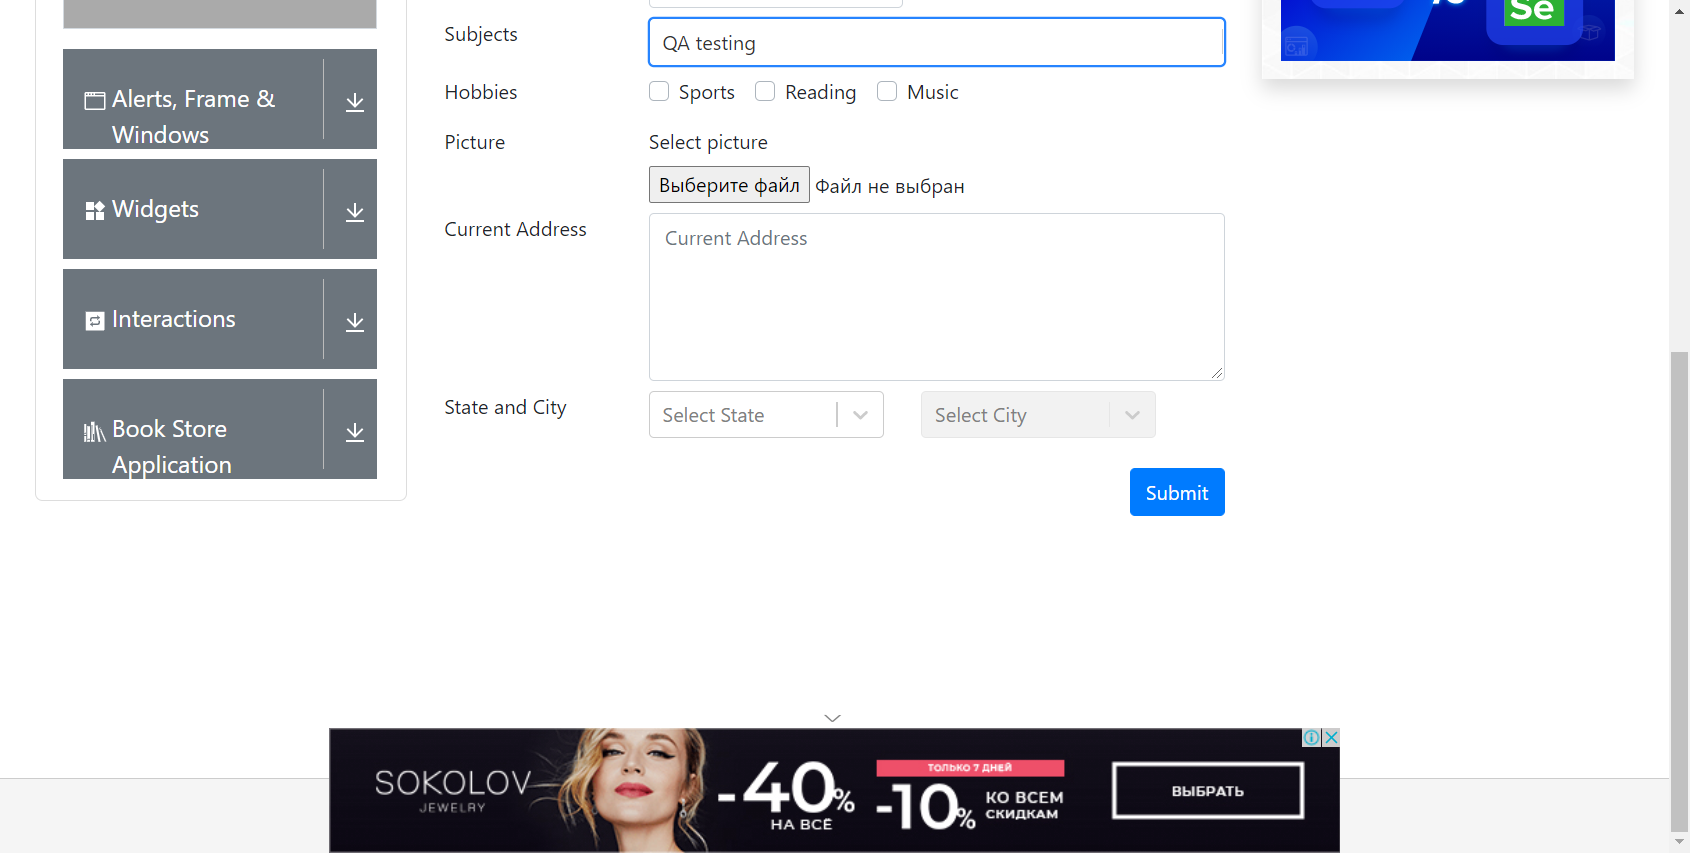 Se
Subjects
QA testing
Hobbies
Sports
Reading
Music
Picture
Select picture
Выберите файл Файл не выбран
Current Address
Current Address
State and City
Select State
Select City
Submit
Alerts, Frame &
Windows
Widgets
Interactions
Book Store
Application
SOKOLOV
JEWELRY
-40%
НА ВСЁ
ТОЛЬКО 7 ДНЕЙ
-10%
КО ВСЕМ
СКИДКАМ
ВЫБРАТЬ